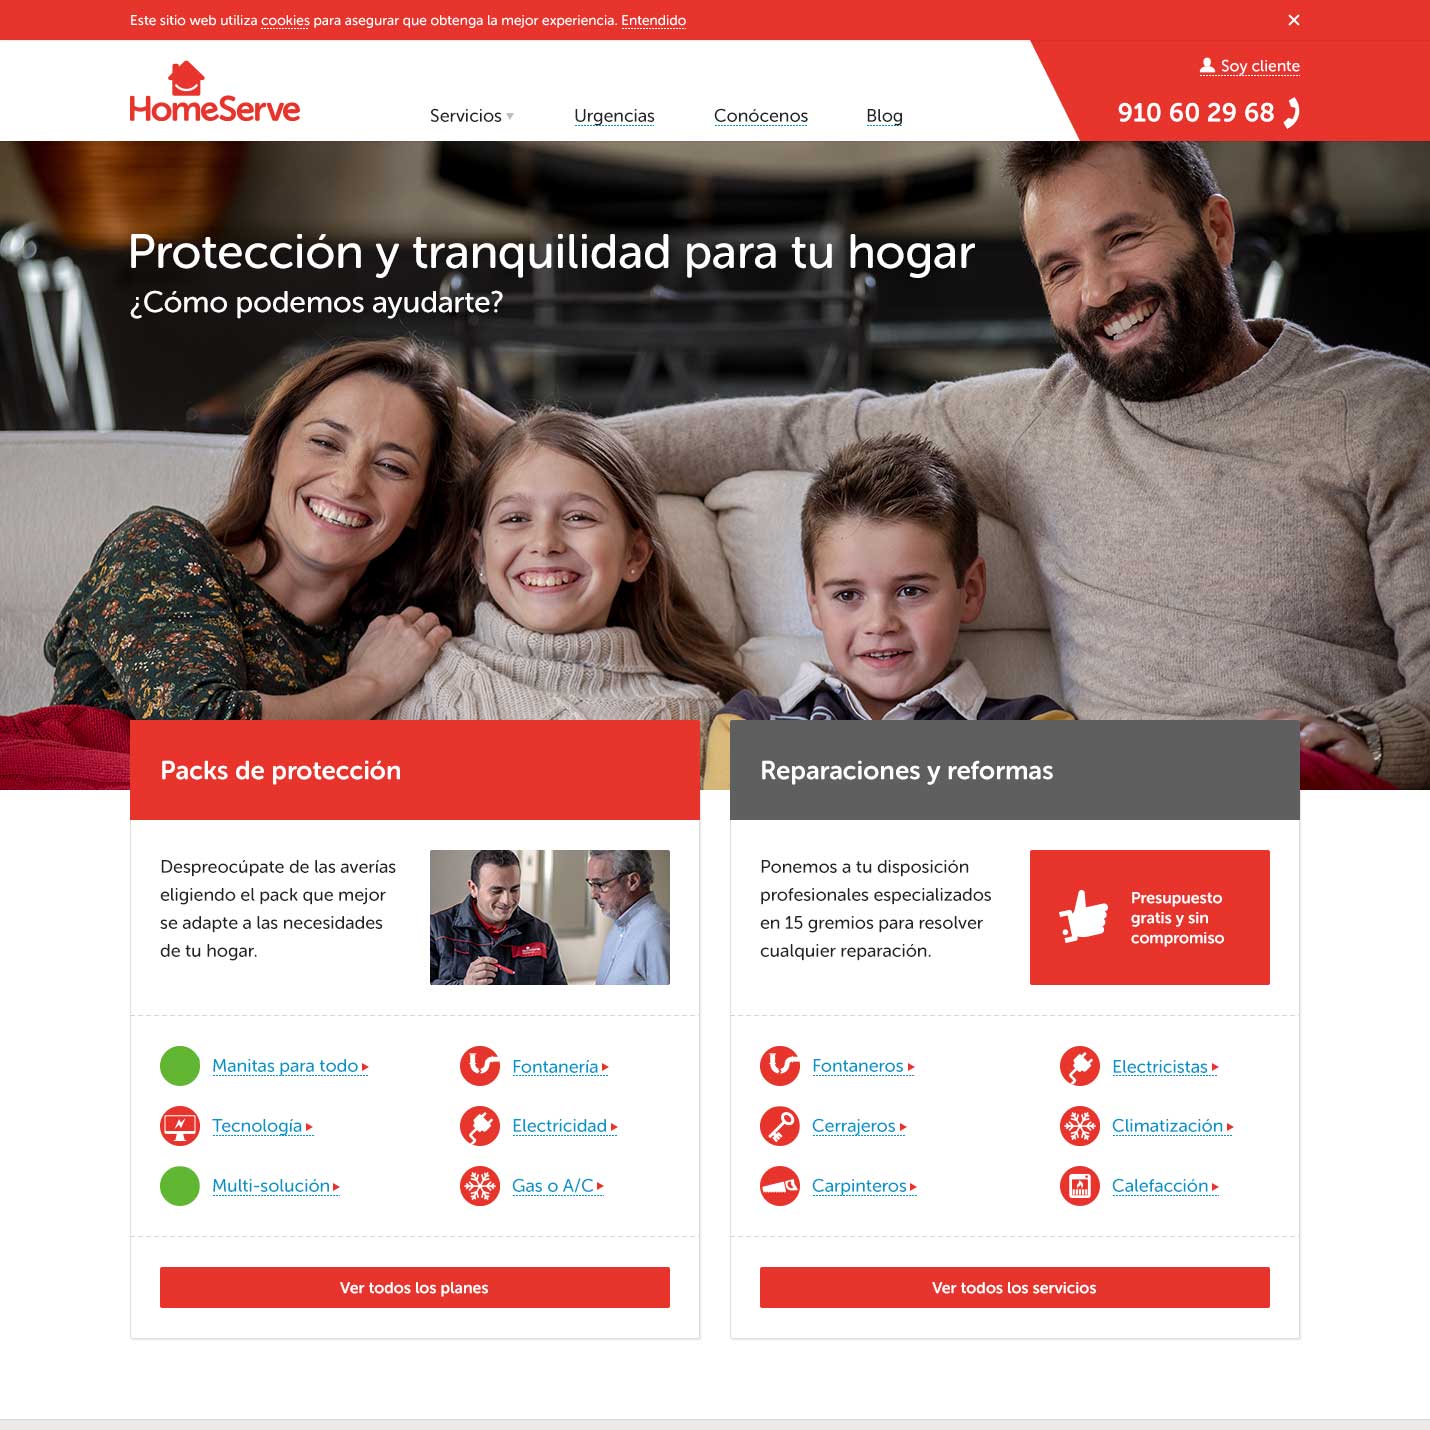 Este sitio web utiliza cookies para asegurar que obtenga la mejor experiencia. Entendido
Soy cliente
HomeServe
Servicios
Urgencias
Conócenos
Blog
910 60 29 68
Protección y tranquilidad para tu hogar
¿Cómo podemos ayudarte?
Packs de protección
Despreocúpate de las averías
eligiendo el pack que mejor
se adapte a las necesidades
de tu hogar.
Manitas para todo
Fontanería
Tecnología
Electricidad
Multi-solución
Gas o A/C
Ver todos los planes
Reparaciones y reformas
Ponemos a tu disposición
profesionales especializados
en 15 gremios para resolver
cualquier reparación.
Presupuesto
gratis y sin
compromiso
Fontaneros
Electricistas
Cerrajeros
Climatización
Carpinteros
Calefacción
Ver todos los servicios